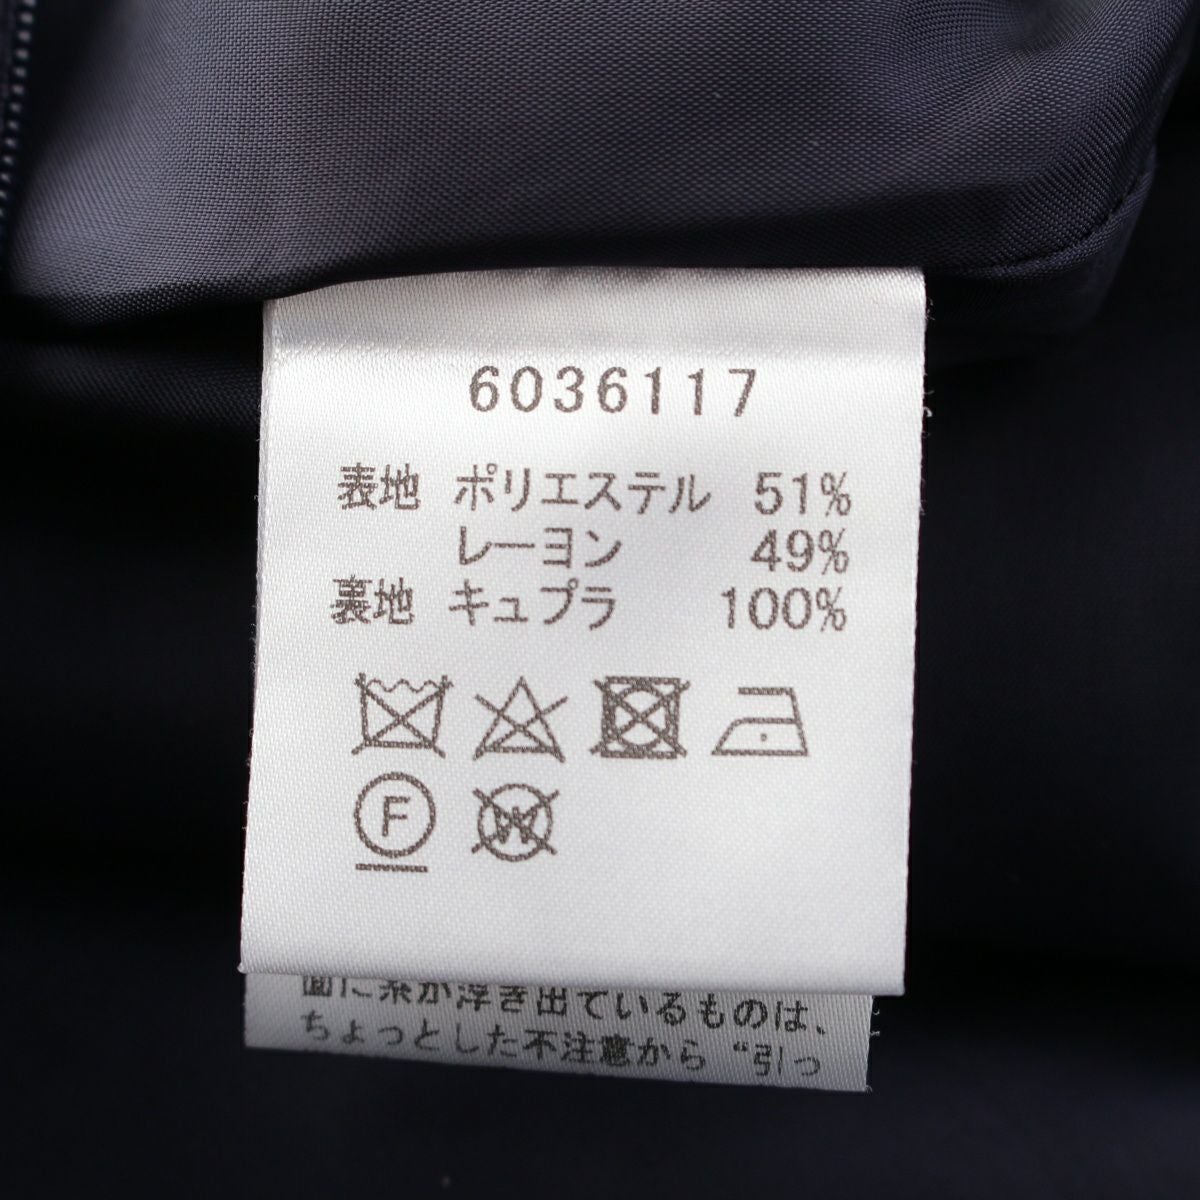 6036117
表地 ポリエステル 51%
レーヨン 49%
裏地 キュプラ 100%
F
W
面に糸が浮き出ているものは、
ちょっとした不注意から“引っ